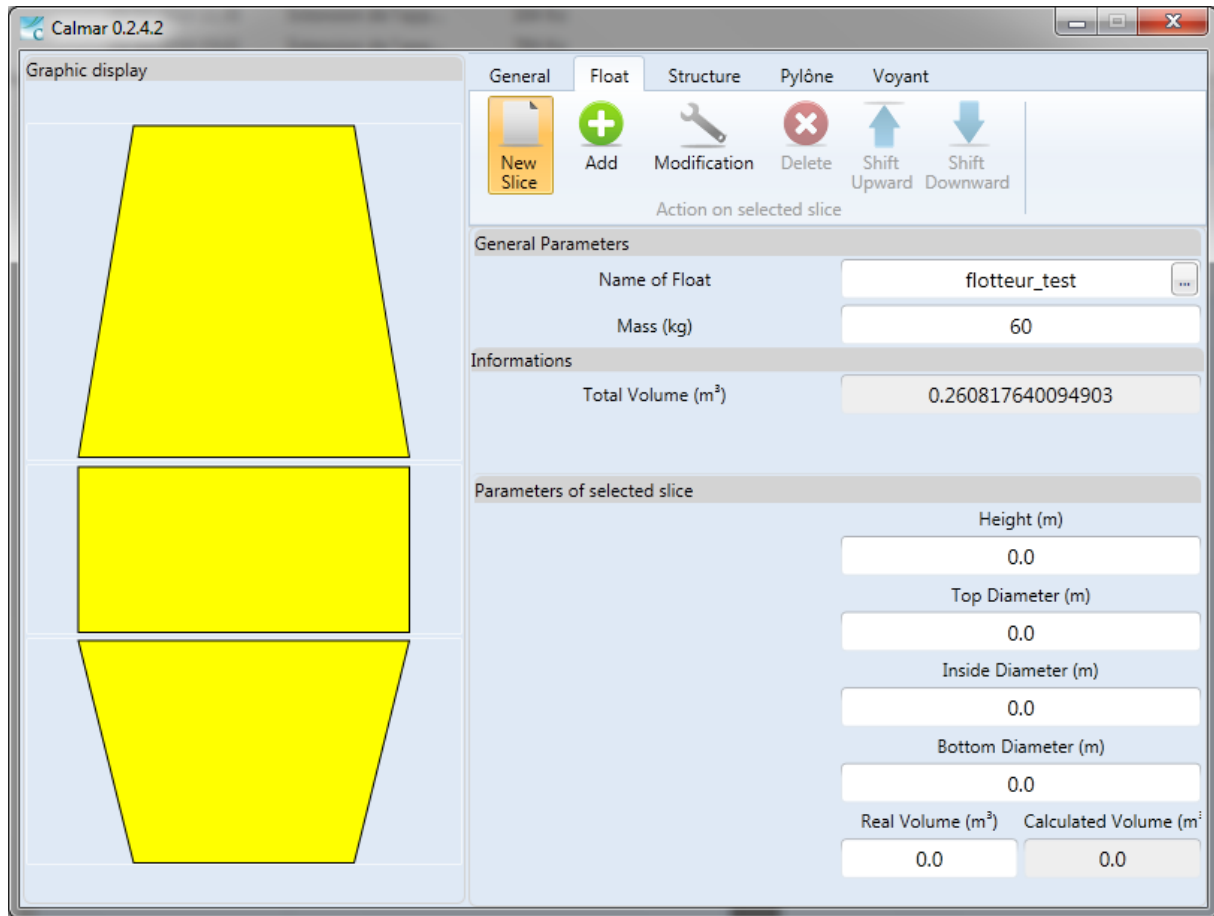 Calmar 0.2.4.2
Graphic display
General Float Structure Pylône Voyant
New Slice
Add
Modification
Delete
Shift Upward
Shift Downward
Action on selected slice
General Parameters
Name of Float flotteur_test ...
Mass (kg) 60
Informations
Total Volume (m³) 0.260817640094903
Parameters of selected slice
Height (m)
0.0
Top Diameter (m)
0.0
Inside Diameter (m)
0.0
Bottom Diameter (m)
0.0
Real Volume (m³) Calculated Volume (m³
0.0 0.0